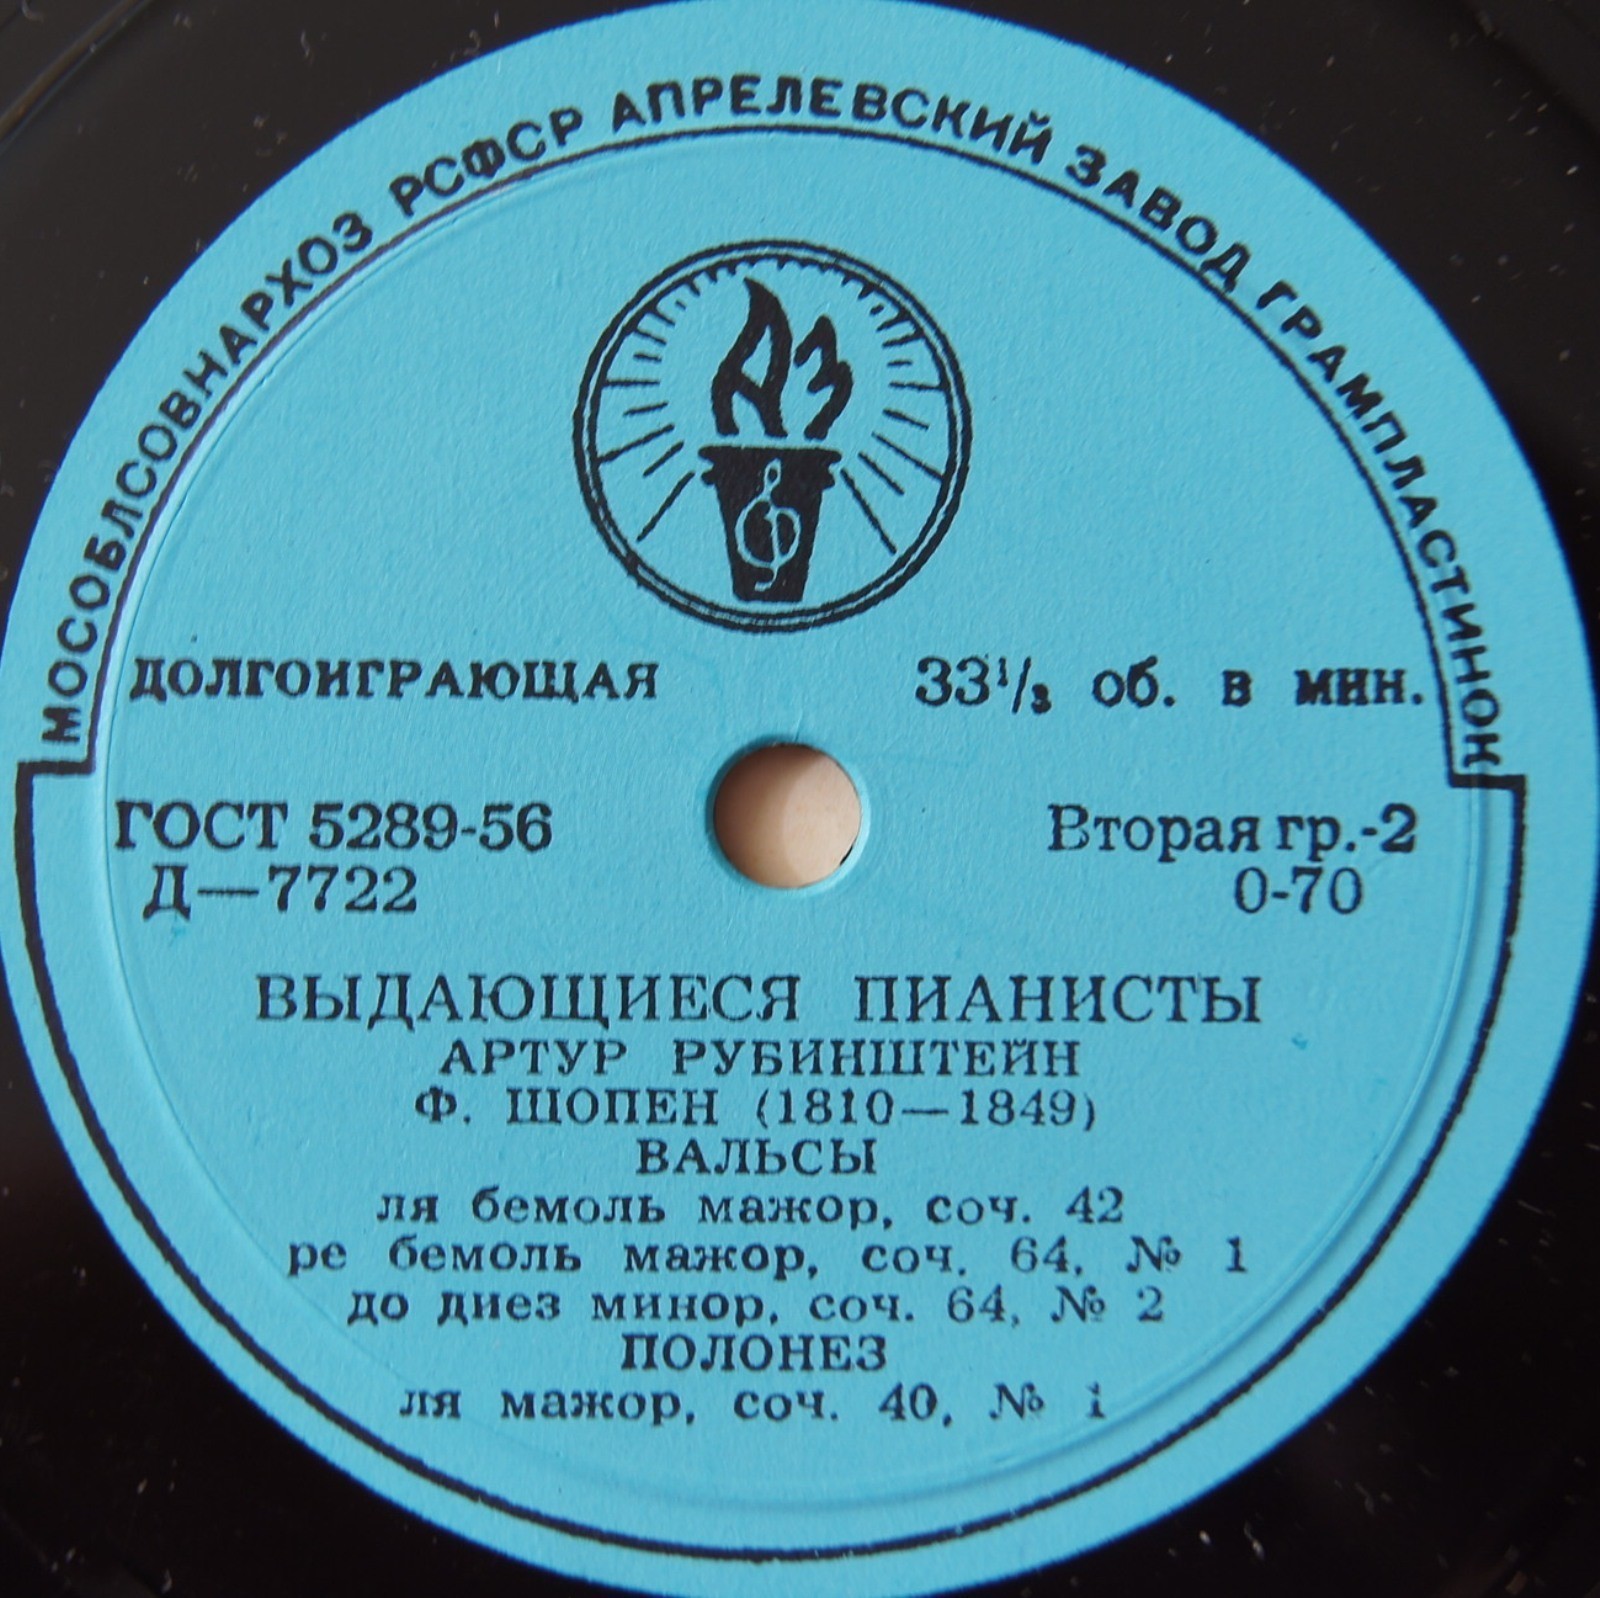 МОСОБЛСОВНАРХОЗ РСФСР АПРЕЛЕВСКИЙ ЗАВОД ГРАМПЛАСТИНОК
АЗ
ДОЛГОИГРАЮЩАЯ 33 1/3 об. в мин.
ГОСТ 5289-56 Вторая гр.-2
Д—7722 0-70
ВЫДАЮЩИЕСЯ ПИАНИСТЫ
АРТУР РУБИНШТЕЙН
Ф. ШОПЕН (1810—1849)
ВАЛЬСЫ
ля бемоль мажор, соч. 42
ре бемоль мажор, соч. 64, № 1
до диез минор, соч. 64, № 2
ПОЛОНЕЗ
ля мажор, соч. 40, № 1